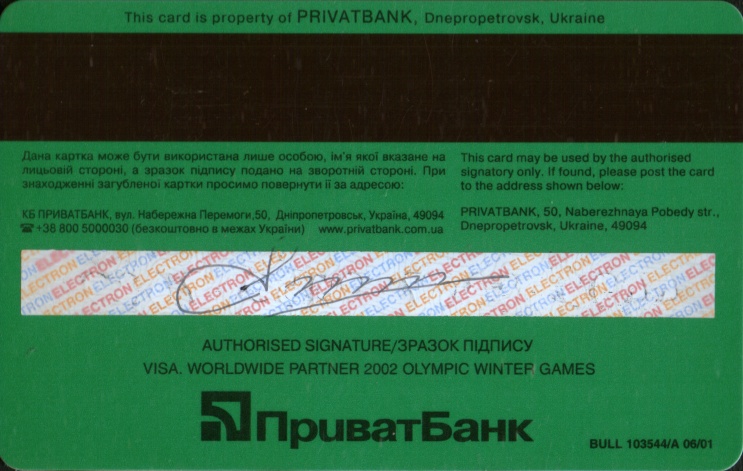 This card is property of PRIVATBANK, Dnepropetrovsk, Ukraine
Дана картка може бути використана лише особою, ім'я якої вказане на
лицьовій стороні, а зразок підпису подано на зворотній стороні. При
знаходженні загубленої картки просимо повернути її за адресою:
КБ ПРИВАТБАНК, вул. Набережна Перемоги,50, Дніпропетровськ, Україна, 49094
☎+38 800 5000030 (безкоштовно в межах України) www.privatbank.com.ua
This card may be used by the authorised
signatory only. If found, please post the card
to the address shown below:
PRIVATBANK, 50, Naberezhnaya Pobedy str.,
Dnepropetrovsk, Ukraine, 49094
ELECTRON ELECTRON ELECTRON ELECTRON ELECTRON ELECTRON
AUTHORISED SIGNATURE/ЗРАЗОК ПІДПИСУ
VISA. WORLDWIDE PARTNER 2002 OLYMPIC WINTER GAMES
ПриватБанк
BULL 103544/A 06/01